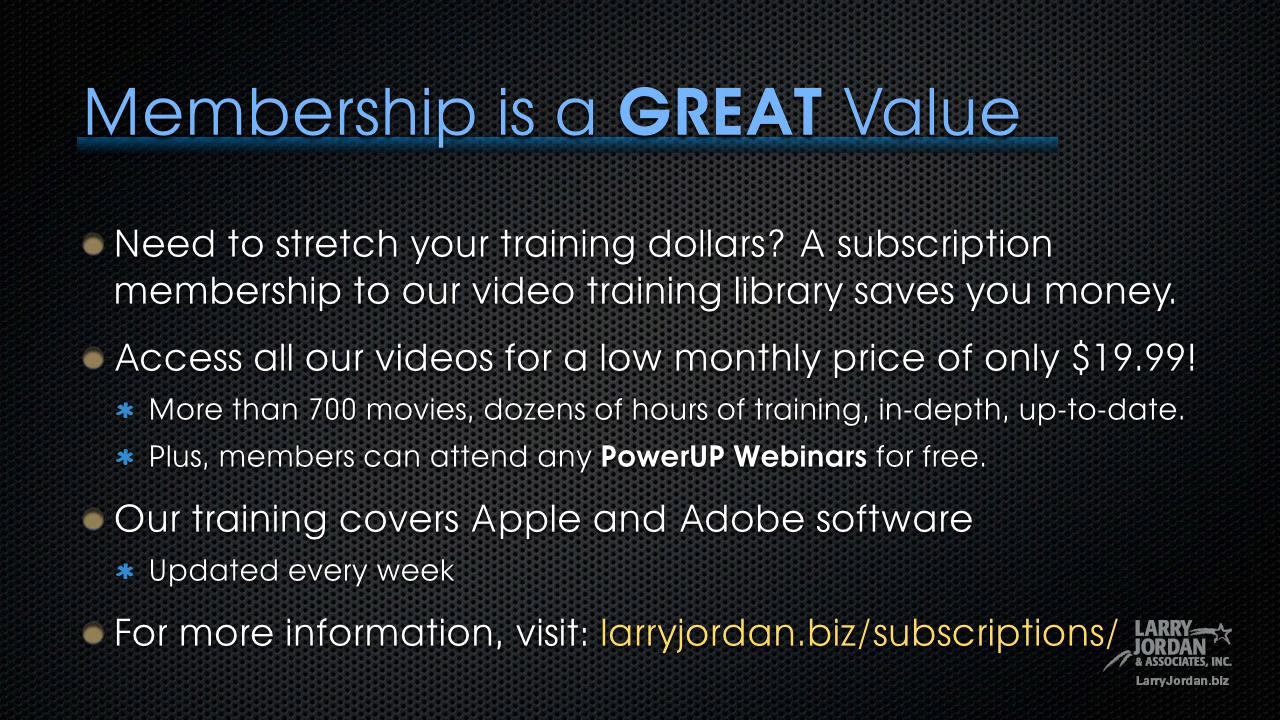 Membership is a GREAT Value
Need to stretch your training dollars? A subscription
membership to our video training library saves you money.
Access all our videos for a low monthly price of only $19.99!
More than 700 movies, dozens of hours of training, in-depth, up-to-date.
Plus, members can attend any PowerUP Webinars for free.
Our training covers Apple and Adobe software
Updated every week
For more information, visit: larryjordan.biz/subscriptions/
LARRY
JORDAN
& ASSOCIATES, INC.
LarryJordan.biz